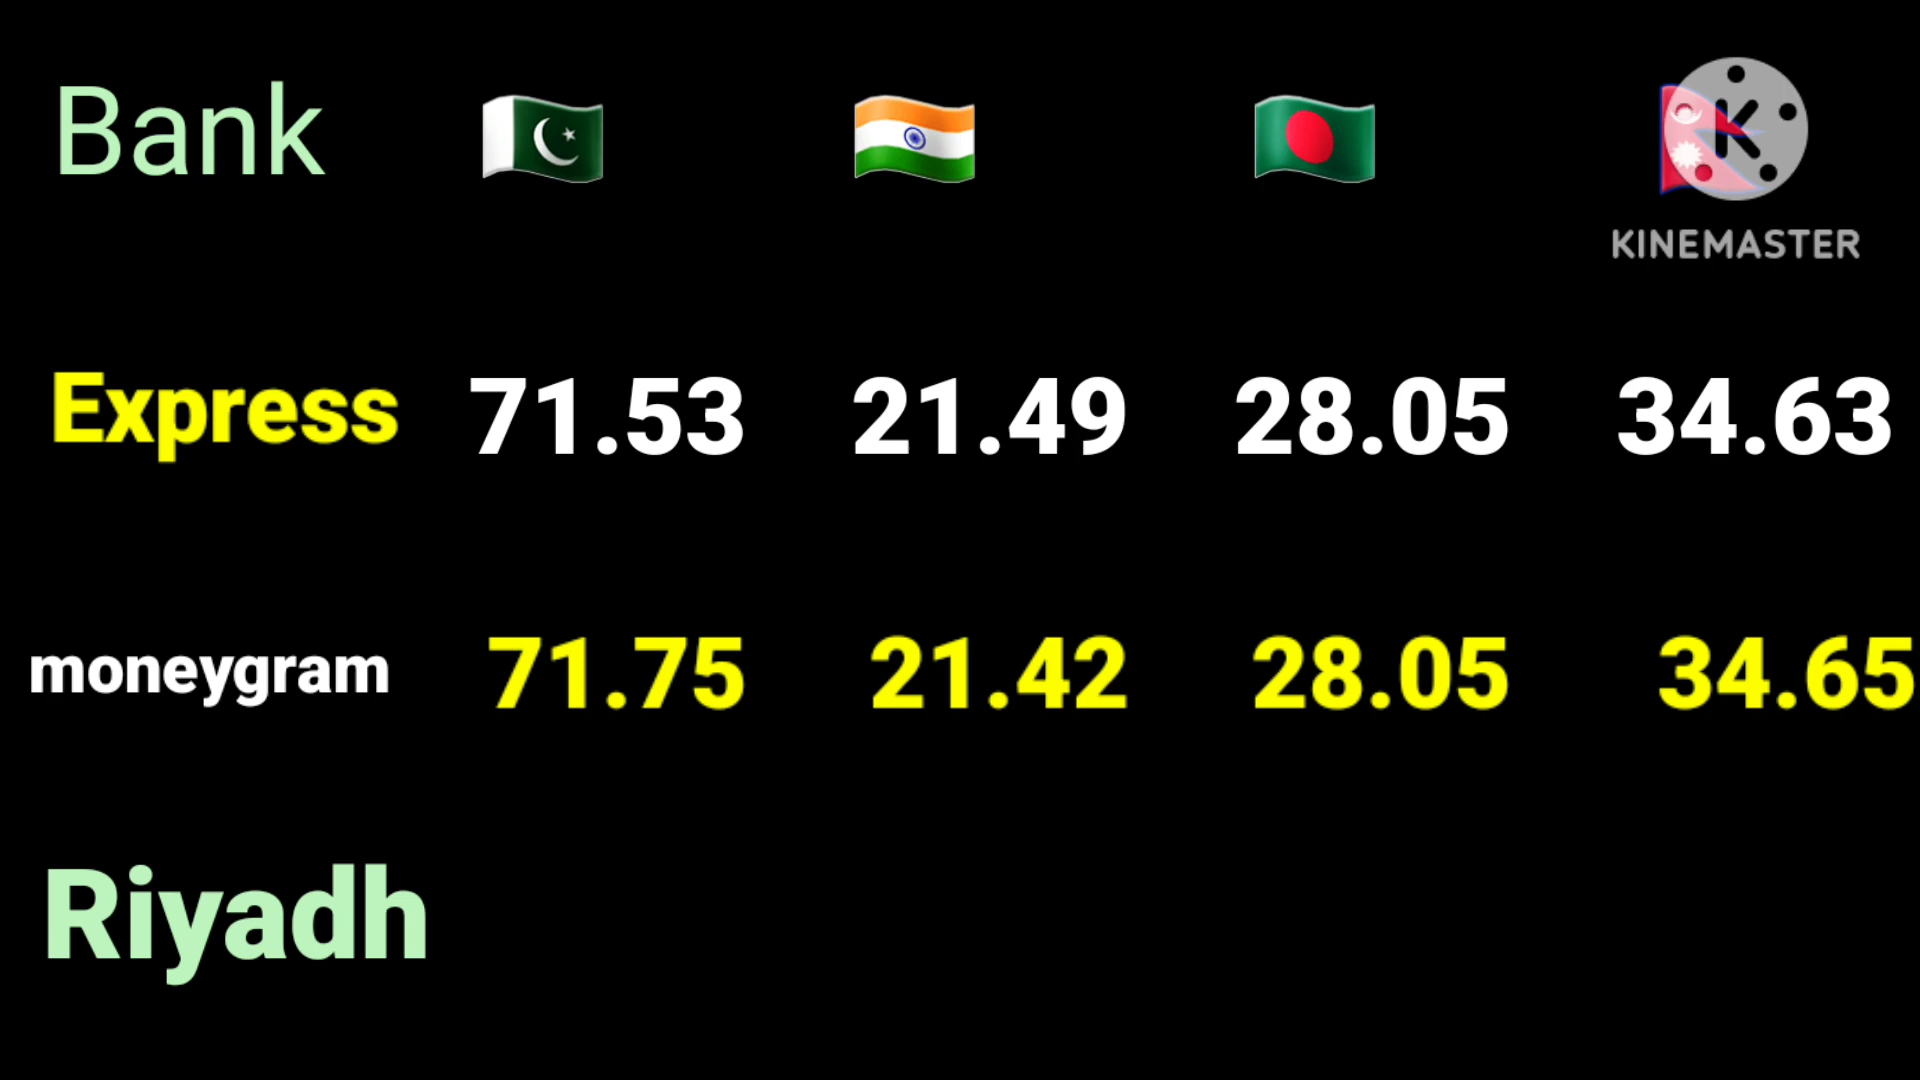 Bank
KINEMASTER
Express 71.53 21.49 28.05 34.63
moneygram 71.75 21.42 28.05 34.65
Riyadh